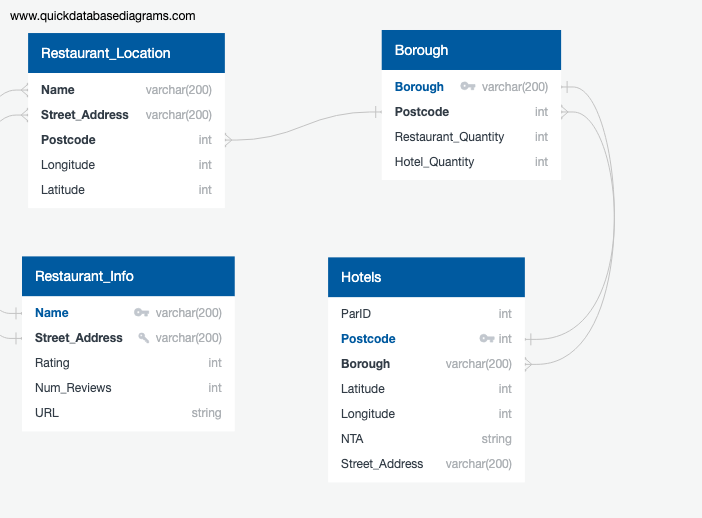 www.quickdatabasediagrams.com
Restaurant_Location
Name varchar(200)
Street_Address varchar(200)
Postcode int
Longitude int
Latitude int
Borough
Borough varchar(200)
Postcode int
Restaurant_Quantity int
Hotel_Quantity int
Restaurant_Info
Name varchar(200)
Street_Address varchar(200)
Rating int
Num_Reviews int
URL string
Hotels
ParID int
Postcode int
Borough varchar(200)
Latitude int
Longitude int
NTA string
Street_Address varchar(200)